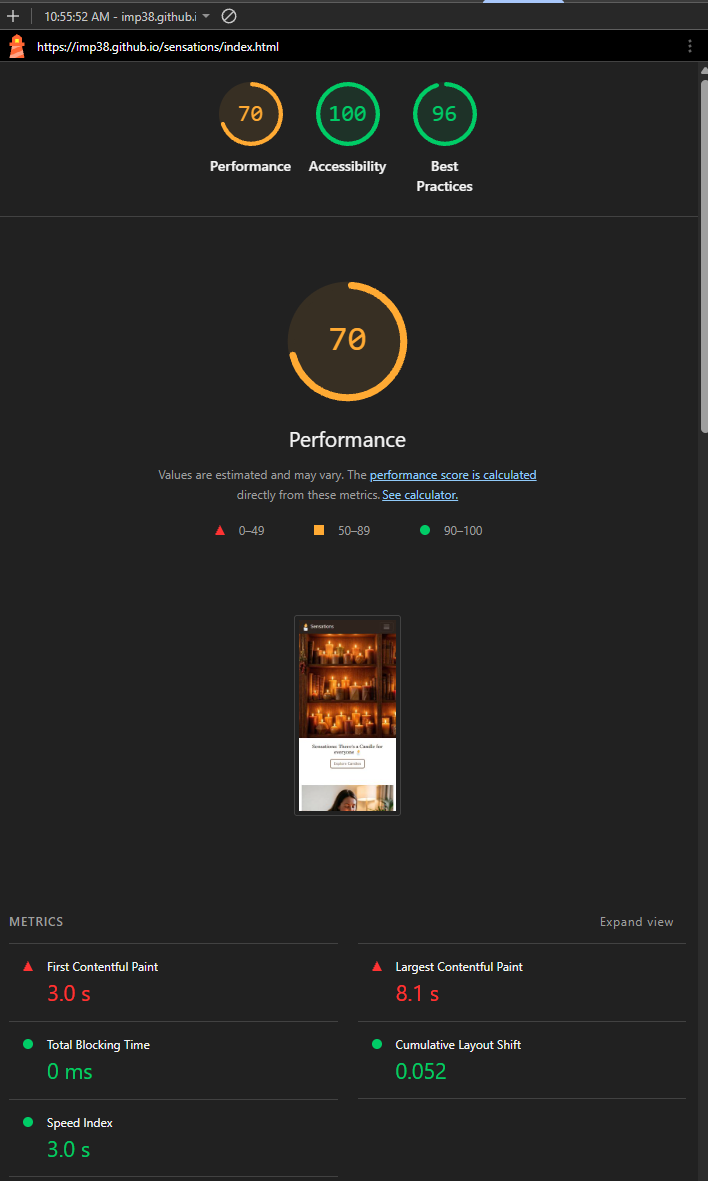 10:55:52 AM - imp38.github.i
https://imp38.github.io/sensations/index.html
70
100
96
Performance
Accessibility
Best
Practices
70
Performance
Values are estimated and may vary. The performance score is calculated
directly from these metrics. See calculator.
0–49
50–89
90–100
Sensations
Sensations: There's a Candle for
everyone
Explore Candles
METRICS
Expand view
First Contentful Paint
3.0 s
Largest Contentful Paint
8.1 s
Total Blocking Time
0 ms
Cumulative Layout Shift
0.052
Speed Index
3.0 s